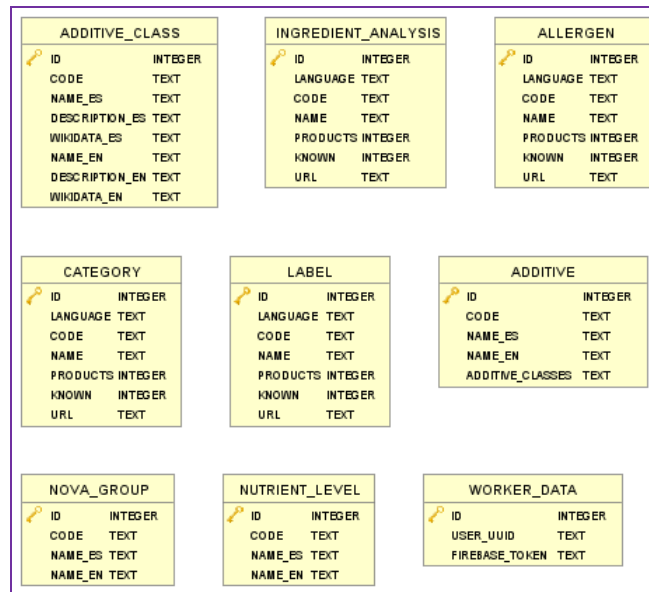 ADDITIVE_CLASS
ID INTEGER
CODE TEXT
NAME_ES TEXT
DESCRIPTION_ES TEXT
WIKIDATA_ES TEXT
NAME_EN TEXT
DESCRIPTION_EN TEXT
WIKIDATA_EN TEXT
INGREDIENT_ANALYSIS
ID INTEGER
LANGUAGE TEXT
CODE TEXT
NAME TEXT
PRODUCTS INTEGER
KNOWN INTEGER
URL TEXT
ALLERGEN
ID INTEGER
LANGUAGE TEXT
CODE TEXT
NAME TEXT
PRODUCTS INTEGER
KNOWN INTEGER
URL TEXT
CATEGORY
ID INTEGER
LANGUAGE TEXT
CODE TEXT
NAME TEXT
PRODUCTS INTEGER
KNOWN INTEGER
URL TEXT
LABEL
ID INTEGER
LANGUAGE TEXT
CODE TEXT
NAME TEXT
PRODUCTS INTEGER
KNOWN INTEGER
URL TEXT
ADDITIVE
ID INTEGER
CODE TEXT
NAME_ES TEXT
NAME_EN TEXT
ADDITIVE_CLASSES TEXT
NOVA_GROUP
ID INTEGER
CODE TEXT
NAME_ES TEXT
NAME_EN TEXT
NUTRIENT_LEVEL
ID INTEGER
CODE TEXT
NAME_ES TEXT
NAME_EN TEXT
WORKER_DATA
ID INTEGER
USER_UUID TEXT
FIREBASE_TOKEN TEXT